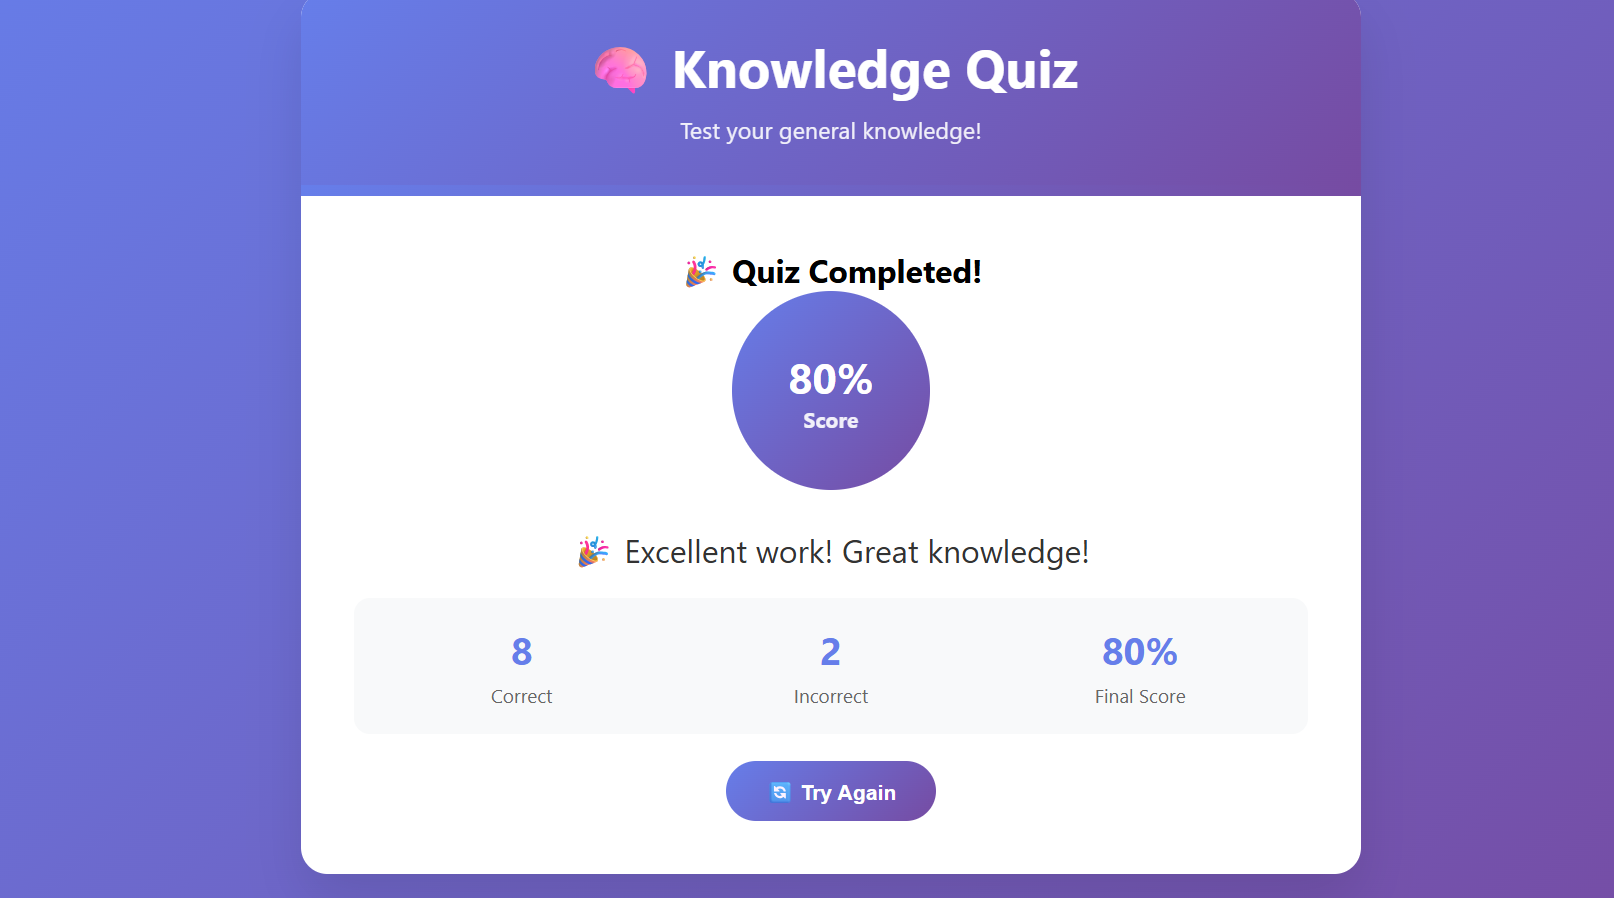 🧠 Knowledge Quiz
Test your general knowledge!
🎉 Quiz Completed!
80%
Score
🎉 Excellent work! Great knowledge!
8 2 80%
Correct Incorrect Final Score
🔄 Try Again